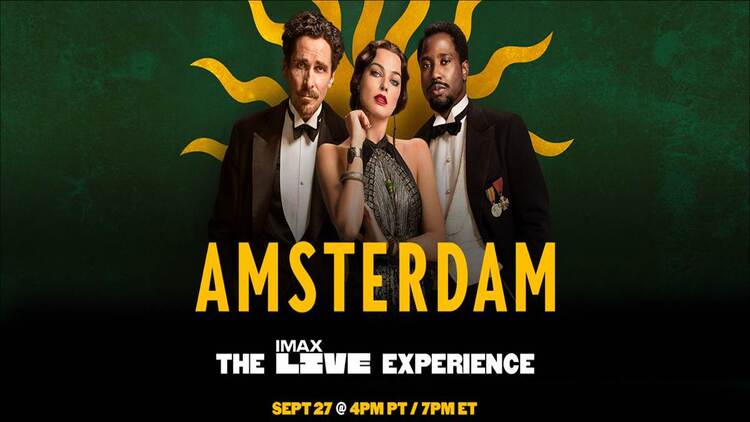 AMSTERDAM
IMAX
THE LIVE EXPERIENCE
SEPT 27 @ 4PM PT / 7PM ET